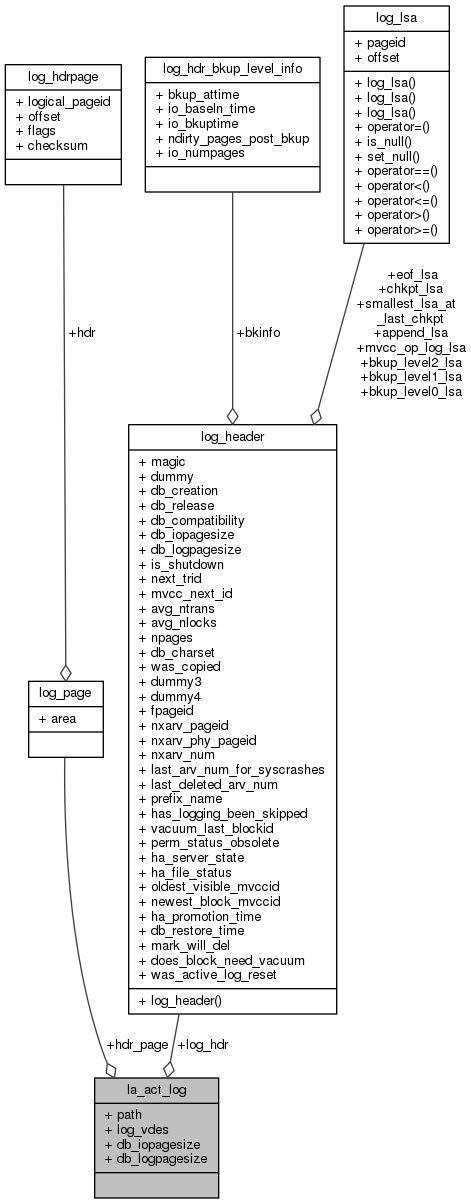 log_lsa
+ pageid
+ offset
+ log_lsa()
+ log_lsa()
+ log_lsa()
+ operator=()
+ is_null()
+ set_null()
+ operator==()
+ operator<()
+ operator<=()
+ operator>()
+ operator>=()
log_hdr_bkup_level_info
+ bkup_attime
+ io_baseln_time
+ io_bkuptime
+ ndirty_pages_post_bkup
+ io_numpages
log_hdrpage
+ logical_pageid
+ offset
+ flags
+ checksum
+hdr
+bkinfo
+eof_lsa
+chkpt_lsa
+smallest_lsa_at
_last_chkpt
+append_lsa
+mvcc_op_log_lsa
+bkup_level2_lsa
+bkup_level1_lsa
+bkup_level0_lsa
log_header
+ magic
+ dummy
+ db_creation
+ db_release
+ db_compatibility
+ db_iopagesize
+ db_logpagesize
+ is_shutdown
+ next_trid
+ mvcc_next_id
+ avg_ntrans
+ avg_nlocks
+ npages
+ db_charset
+ was_copied
+ dummy3
+ dummy4
+ fpageid
+ nxarv_pageid
+ nxarv_phy_pageid
+ nxarv_num
+ last_arv_num_for_syscrashes
+ last_deleted_arv_num
+ prefix_name
+ has_logging_been_skipped
+ vacuum_last_blockid
+ perm_status_obsolete
+ ha_server_state
+ ha_file_status
+ oldest_visible_mvccid
+ newest_block_mvccid
+ ha_promotion_time
+ db_restore_time
+ mark_will_del
+ does_block_need_vacuum
+ was_active_log_reset
+ log_header()
log_page
+ area
+hdr_page
+log_hdr
la_act_log
+ path
+ log_vdes
+ db_iopagesize
+ db_logpagesize